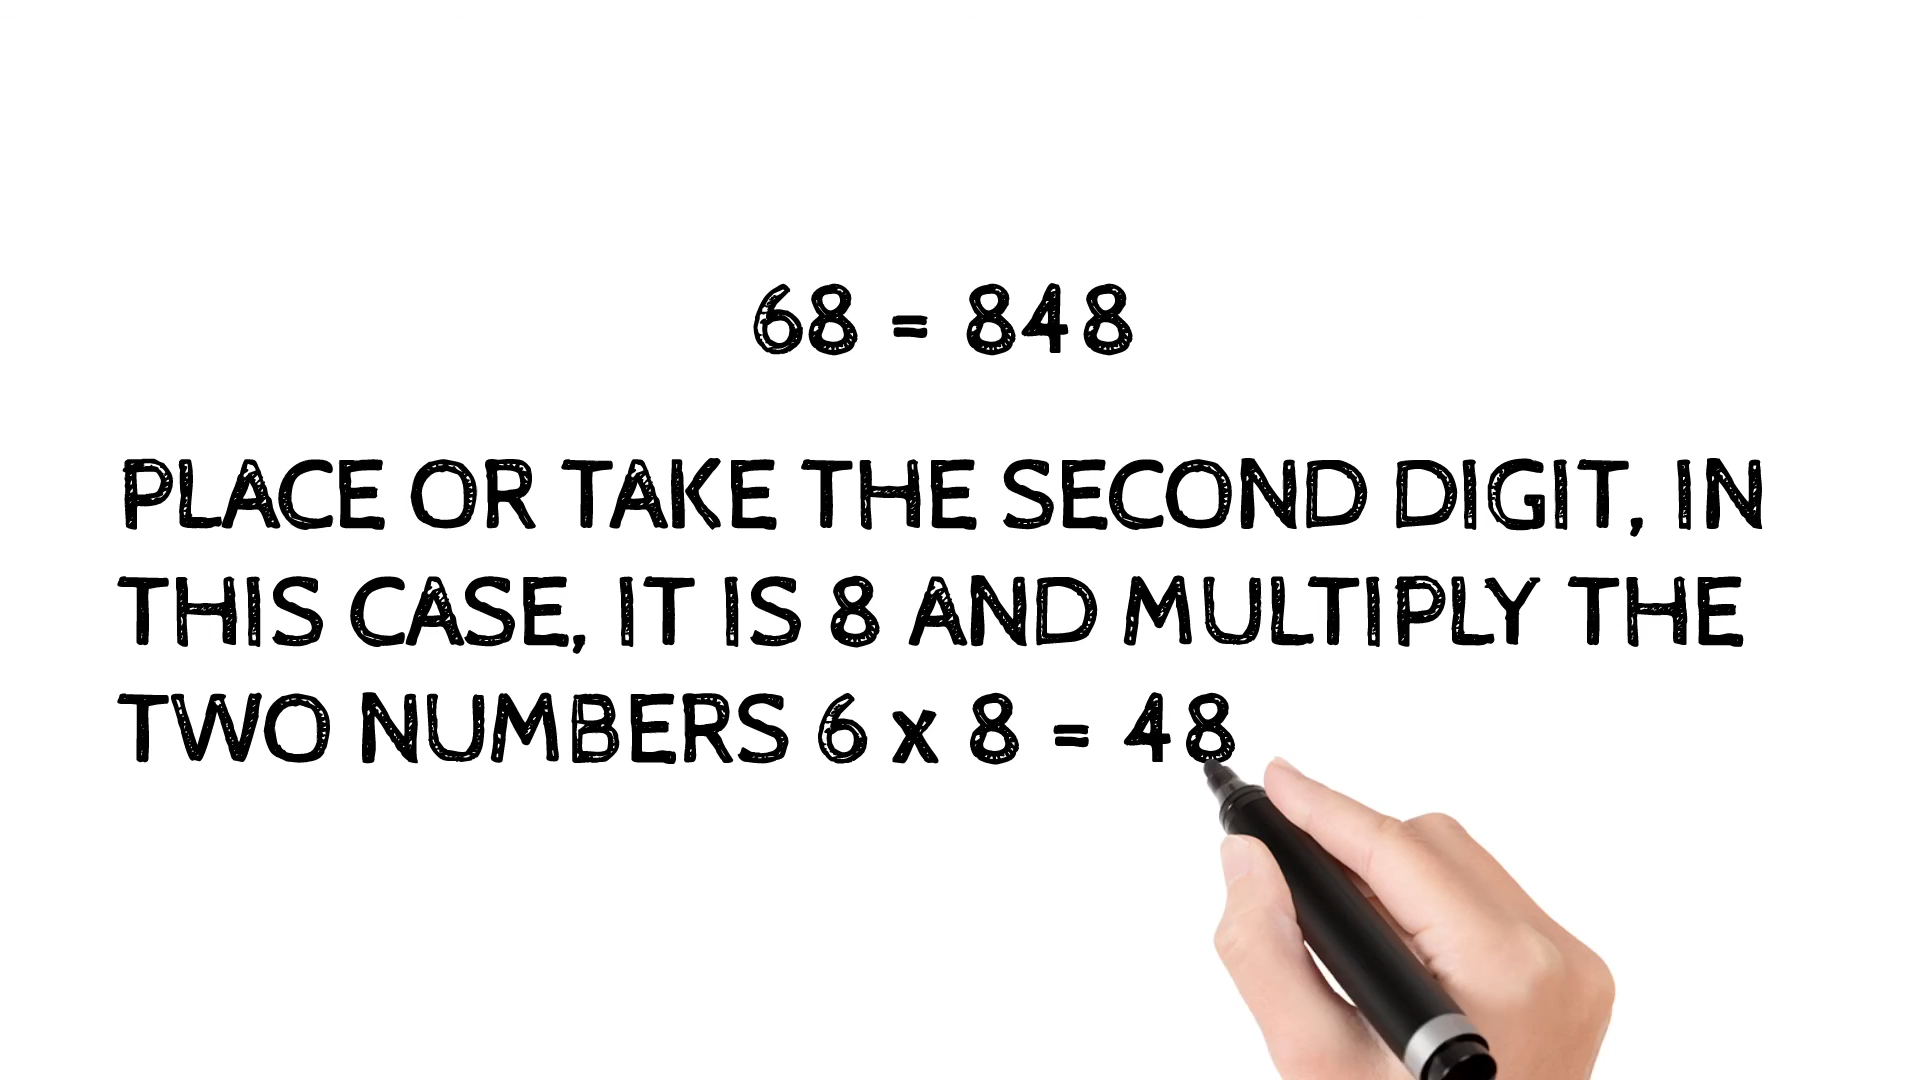 68 = 848
PLACE OR TAKE THE SECOND DIGIT, IN
THIS CASE, IT IS 8 AND MULTIPLY THE
TWO NUMBERS 6 x 8 = 48